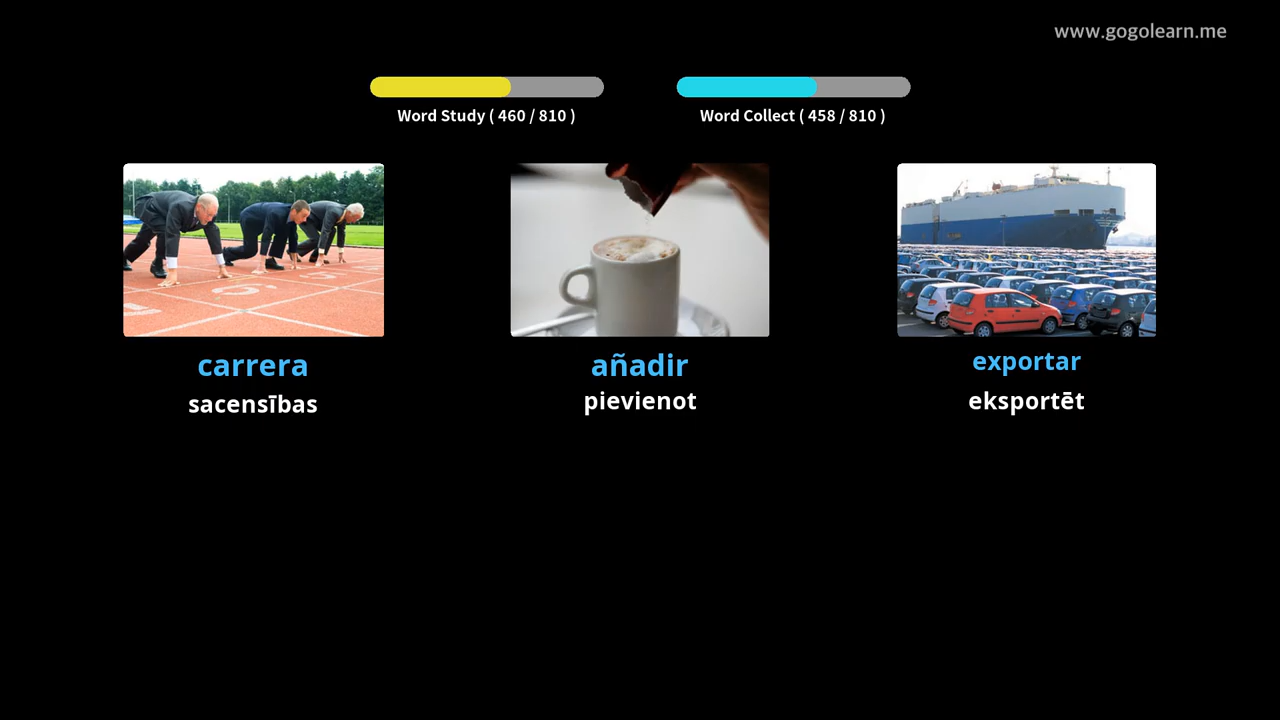 www.gogolearn.me
Word Study ( 460 / 810 )
Word Collect ( 458 / 810 )
carrera
añadir
exportar
sacensības
pievienot
eksportēt